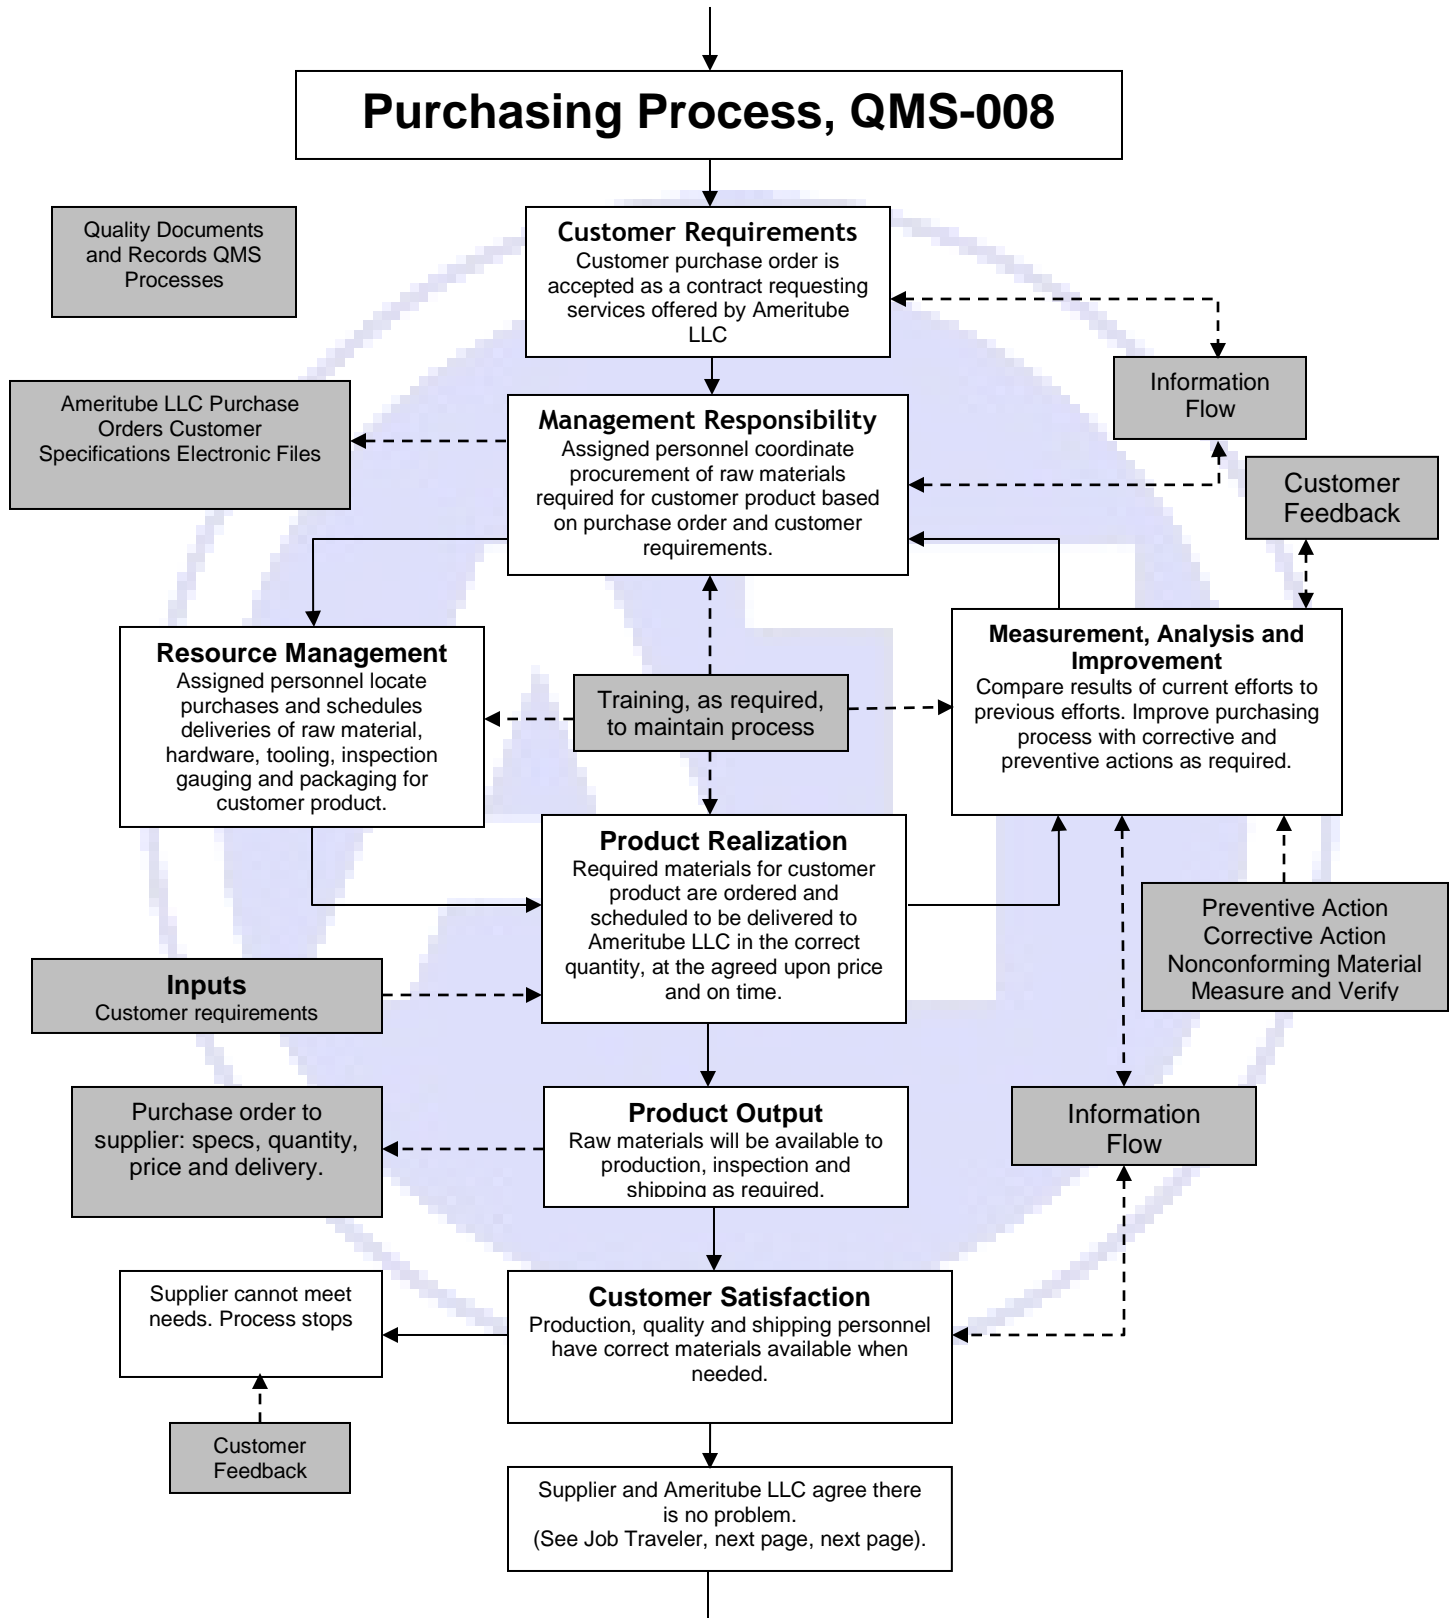 Purchasing Process, QMS-008
Quality Documents
and Records QMS
Processes
Customer Requirements
Customer purchase order is
accepted as a contract requesting
services offered by Ameritube
LLC
Information
Flow
Ameritube LLC Purchase
Orders Customer
Specifications Electronic Files
Management Responsibility
Assigned personnel coordinate
procurement of raw materials
required for customer product based
on purchase order and customer
requirements.
Customer
Feedback
Resource Management
Assigned personnel locate
purchases and schedules
deliveries of raw material,
hardware, tooling, inspection
gauging and packaging for
customer product.
Training, as required,
to maintain process
Measurement, Analysis and
Improvement
Compare results of current efforts to
previous efforts. Improve purchasing
process with corrective and
preventive actions as required.
Product Realization
Required materials for customer
product are ordered and
scheduled to be delivered to
Ameritube LLC in the correct
quantity, at the agreed upon price
and on time.
Preventive Action
Corrective Action
Nonconforming Material
Measure and Verify
Inputs
Customer requirements
Purchase order to
supplier: specs, quantity,
price and delivery.
Product Output
Raw materials will be available to
production, inspection and
shipping as required.
Information
Flow
Supplier cannot meet
needs. Process stops
Customer Satisfaction
Production, quality and shipping personnel
have correct materials available when
needed.
Customer
Feedback
Supplier and Ameritube LLC agree there
is no problem.
(See Job Traveler, next page, next page).